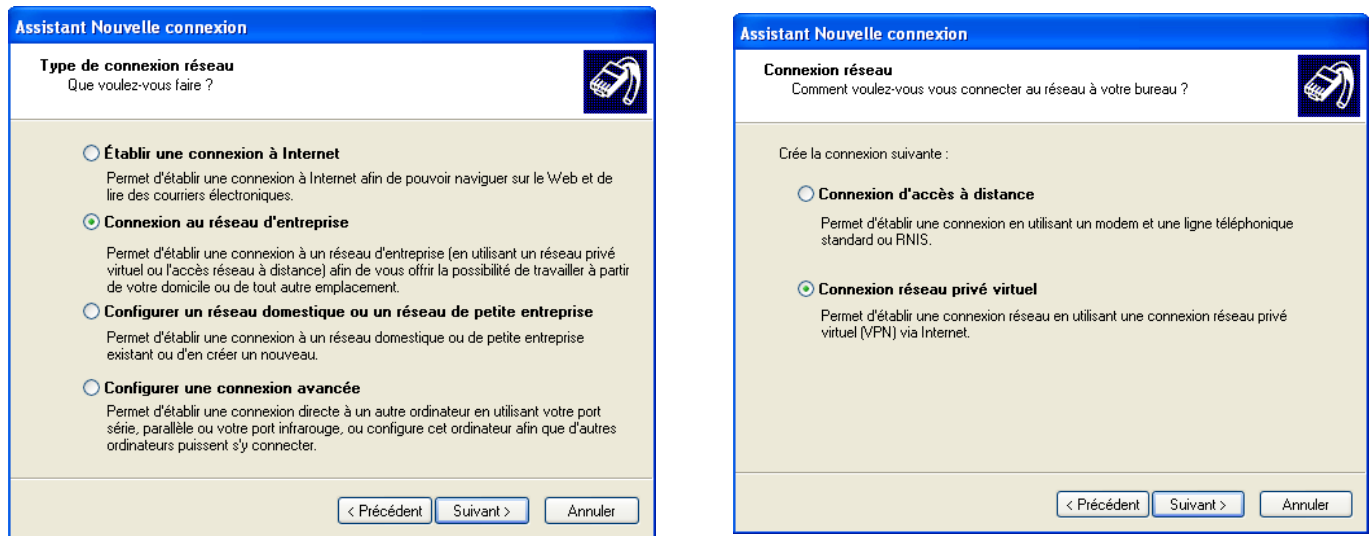 Assistant Nouvelle connexion
Type de connexion réseau
Que voulez-vous faire ?
Établir une connexion à Internet
Permet d'établir une connexion à Internet afin de pouvoir naviguer sur le Web et de
lire des courriers électroniques.
Connexion au réseau d'entreprise
Permet d'établir une connexion à un réseau d'entreprise (en utilisant un réseau privé
virtuel ou l'accès réseau à distance) afin de vous offrir la possibilité de travailler à partir
de votre domicile ou de tout autre emplacement.
Configurer un réseau domestique ou un réseau de petite entreprise
Permet d'établir une connexion à un réseau domestique ou de petite entreprise
existant ou d'en créer un nouveau.
Configurer une connexion avancée
Permet d'établir une connexion directe à un autre ordinateur en utilisant votre port
série, parallèle ou votre port infrarouge, ou configure cet ordinateur afin que d'autres
ordinateurs puissent s'y connecter.
< Précédent Suivant > Annuler
Assistant Nouvelle connexion
Connexion réseau
Comment voulez-vous vous connecter au réseau à votre bureau ?
Crée la connexion suivante :
Connexion d'accès à distance
Permet d'établir une connexion en utilisant un modem et une ligne téléphonique
standard ou RNIS.
Connexion réseau privé virtuel
Permet d'établir une connexion réseau en utilisant une connexion réseau privé
virtuel (VPN) via Internet.
< Précédent Suivant > Annuler